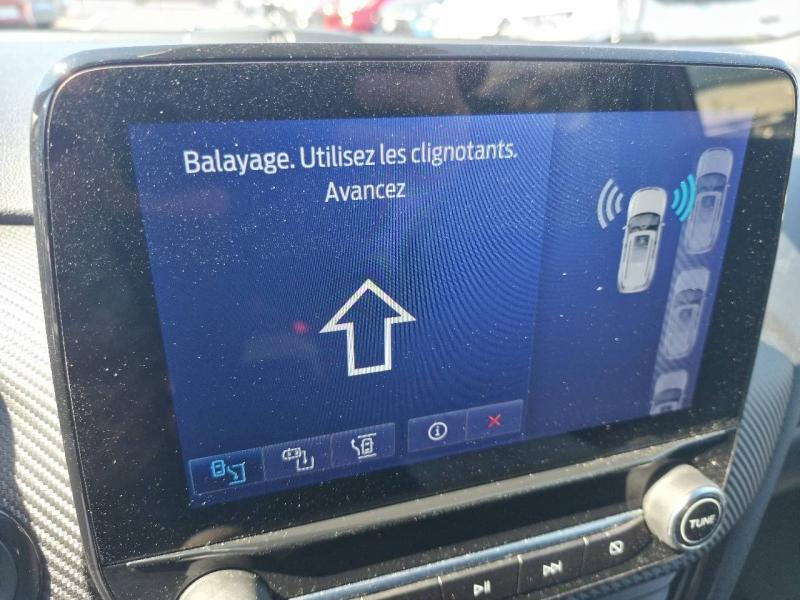 Balayage. Utilisez les clignotants.
Avancez
TUNE